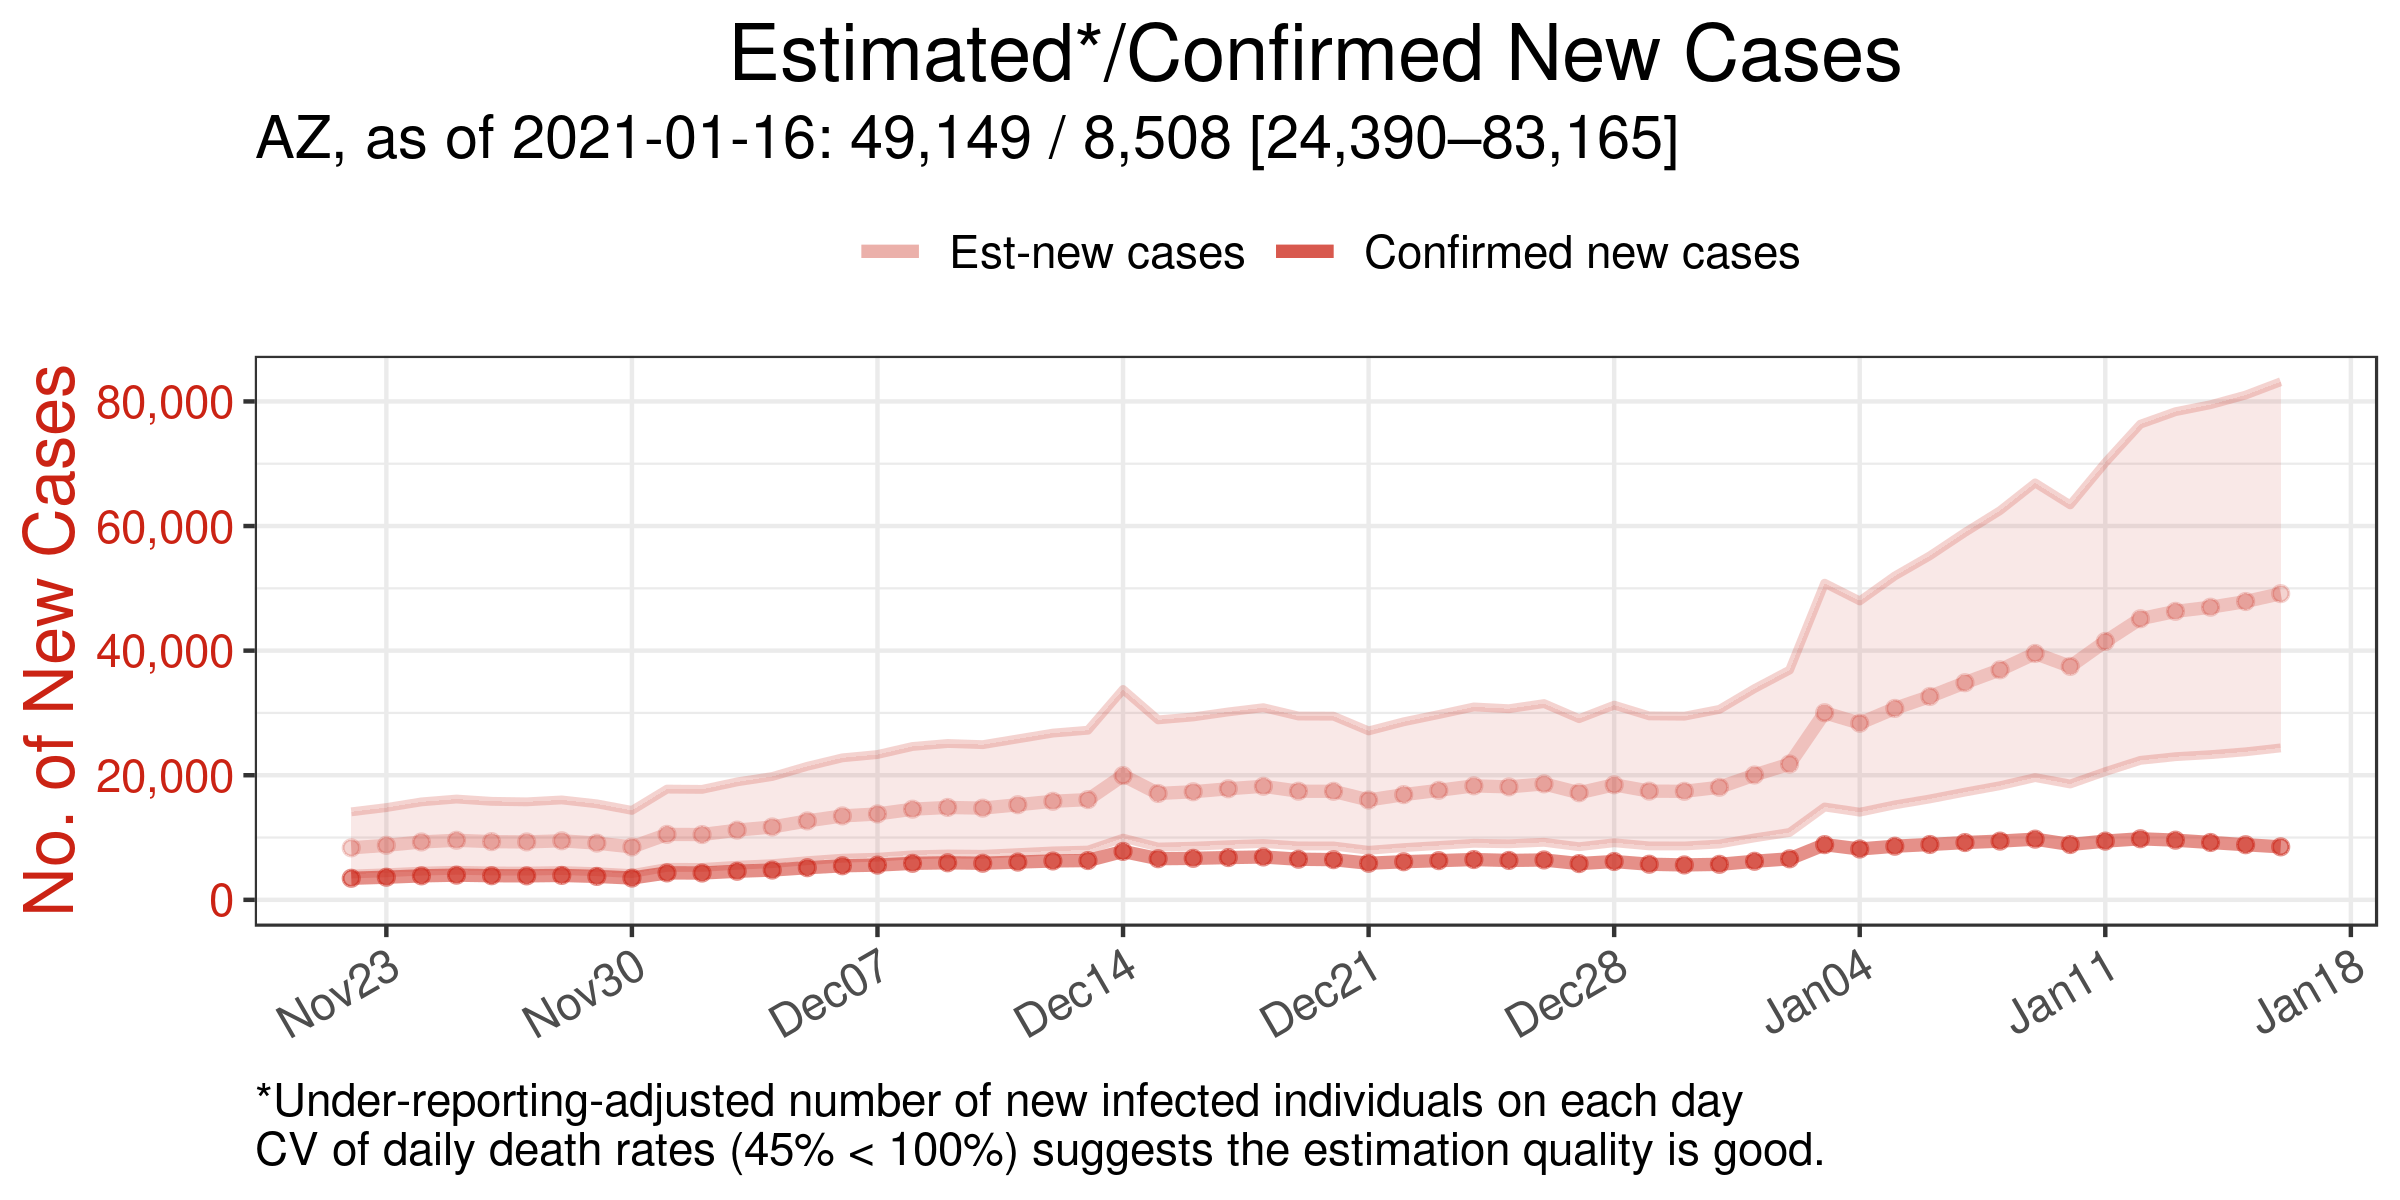 Estimated*/Confirmed New Cases
AZ, as of 2021-01-16: 49,149 / 8,508 [24,390–83,165]
Est-new cases
Confirmed new cases
No. of New Cases
80,000
60,000
40,000
20,000
0
Nov23
Nov30
Dec07
Dec14
Dec21
Dec28
Jan04
Jan11
Jan18
*Under-reporting-adjusted number of new infected individuals on each day
CV of daily death rates (45% < 100%) suggests the estimation quality is good.